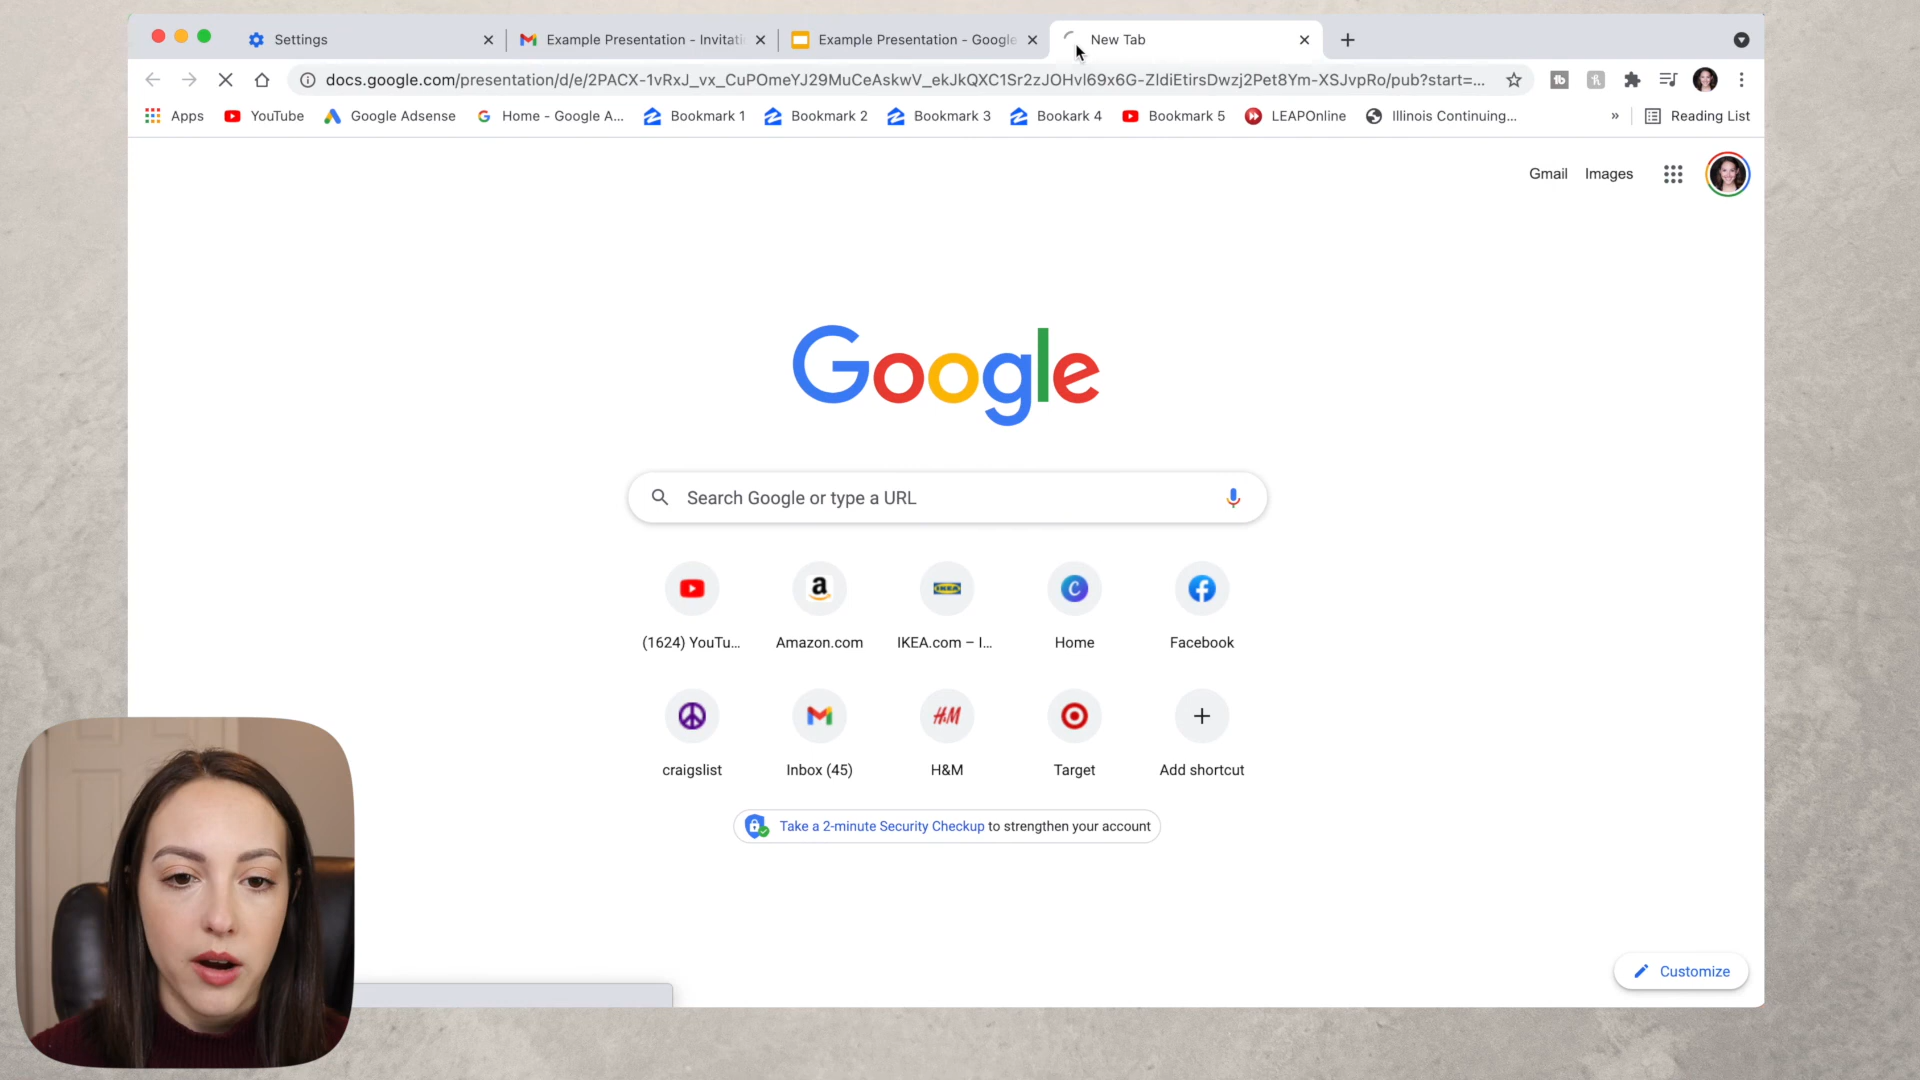 Settings
Example Presentation - Invitati
Example Presentation - Google
New Tab
docs.google.com/presentation/d/e/2PACX-1vRxJ_vx_CuPOmeYJ29MuCeAskwV_ekJkQXC1Sr2zJOHvl69x6G-ZldiEtirsDwzj2Pet8Ym-XSJvpRo/pub?start=...
Apps
YouTube
Google Adsense
Home - Google A...
Bookmark 1
Bookmark 2
Bookmark 3
Bookark 4
Bookmark 5
LEAPOnline
Illinois Continuing...
»
Reading List
Gmail
Images
Google
Search Google or type a URL
(1624) YouTu...
Amazon.com
IKEA.com – I...
Home
Facebook
craigslist
Inbox (45)
H&M
Target
Add shortcut
Take a 2-minute Security Checkup to strengthen your account
Customize